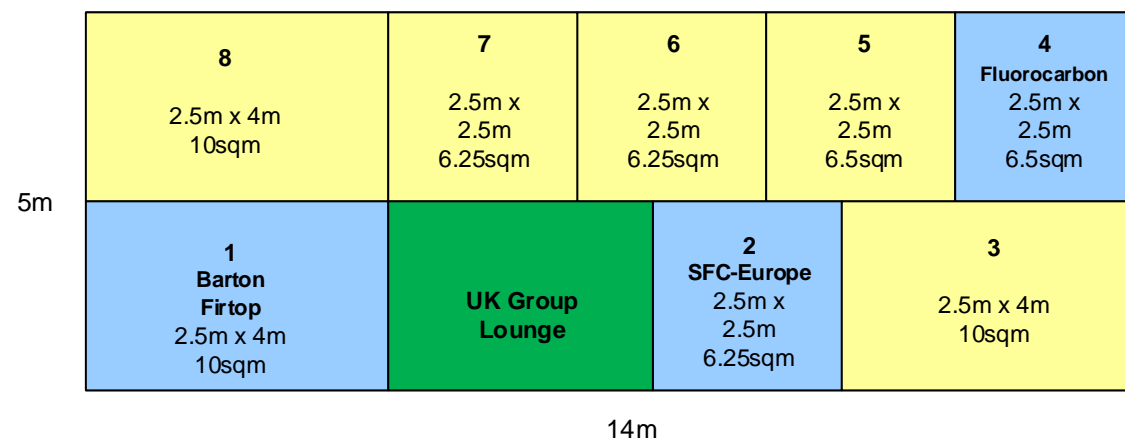 8
2.5m x 4m
10sqm
7
2.5m x
2.5m
6.25sqm
6
2.5m x
2.5m
6.25sqm
5
2.5m x
2.5m
6.5sqm
4
Fluorocarbon
2.5m x
2.5m
6.5sqm
5m
1
Barton
Firtop
2.5m x 4m
10sqm
UK Group
Lounge
2
SFC-Europe
2.5m x
2.5m
6.25sqm
3
2.5m x 4m
10sqm
14m